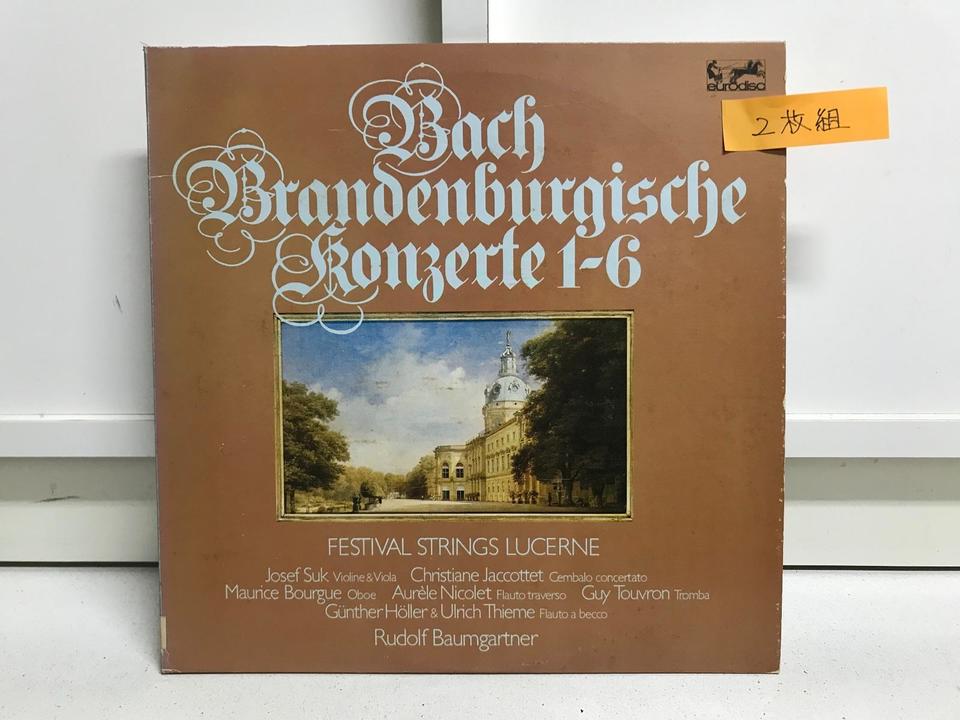 eurodisc
2枚組
Bach
Brandenburgische
Konzerte 1-6
FESTIVAL STRINGS LUCERNE
Josef Suk Violine & Viola Christiane Jaccottet Cembalo concertato
Maurice Bourgue Oboe Aurèle Nicolet Flauto traverso Guy Touvron Tromba
Günther Höller & Ulrich Thieme Flauto a becco
Rudolf Baumgartner